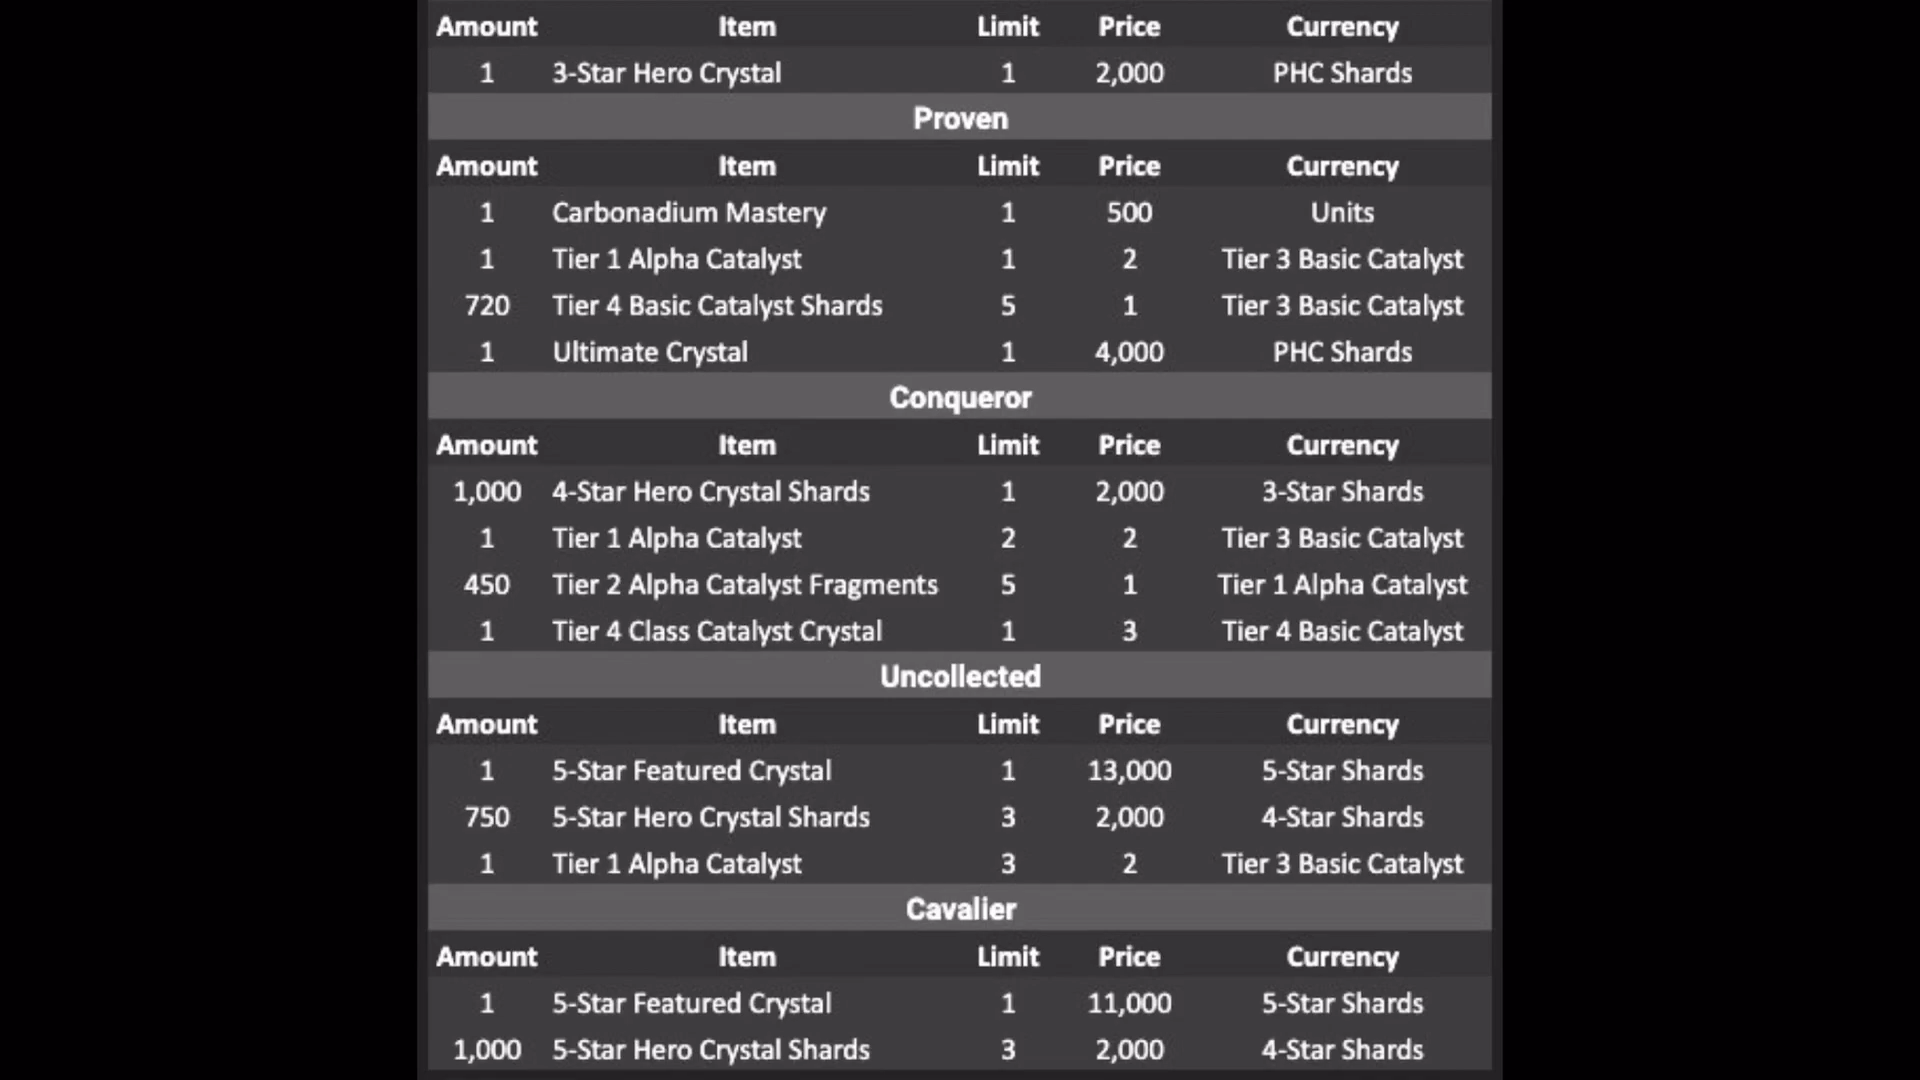 Amount Item Limit Price Currency
1 3-Star Hero Crystal 1 2,000 PHC Shards
Proven
Amount Item Limit Price Currency
1 Carbonadium Mastery 1 500 Units
1 Tier 1 Alpha Catalyst 1 2 Tier 3 Basic Catalyst
720 Tier 4 Basic Catalyst Shards 5 1 Tier 3 Basic Catalyst
1 Ultimate Crystal 1 4,000 PHC Shards
Conqueror
Amount Item Limit Price Currency
1,000 4-Star Hero Crystal Shards 1 2,000 3-Star Shards
1 Tier 1 Alpha Catalyst 2 2 Tier 3 Basic Catalyst
450 Tier 2 Alpha Catalyst Fragments 5 1 Tier 1 Alpha Catalyst
1 Tier 4 Class Catalyst Crystal 1 3 Tier 4 Basic Catalyst
Uncollected
Amount Item Limit Price Currency
1 5-Star Featured Crystal 1 13,000 5-Star Shards
750 5-Star Hero Crystal Shards 3 2,000 4-Star Shards
1 Tier 1 Alpha Catalyst 3 2 Tier 3 Basic Catalyst
Cavalier
Amount Item Limit Price Currency
1 5-Star Featured Crystal 1 11,000 5-Star Shards
1,000 5-Star Hero Crystal Shards 3 2,000 4-Star Shards